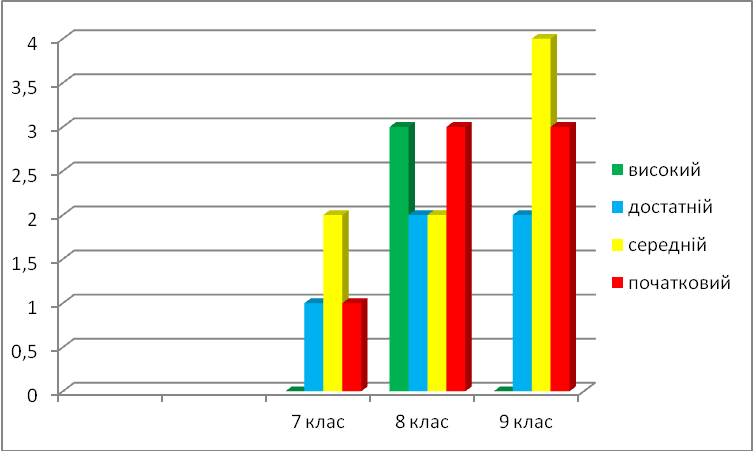 4
3,5
3
2,5
2
1,5
1
0,5
0
7 клас
8 клас
9 клас
високий
достатній
середній
початковий